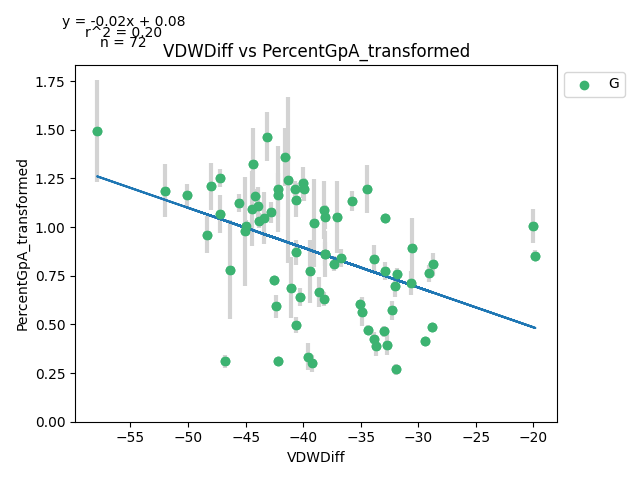 y = -0.02x + 0.08
r^2 = 0.20
n = 72
VDWDiff vs PercentGpA_transformed
G
PercentGpA_transformed
1.75
1.50
1.25
1.00
0.75
0.50
0.25
0.00
−55 −50 −45 −40 −35 −30 −25 −20
VDWDiff